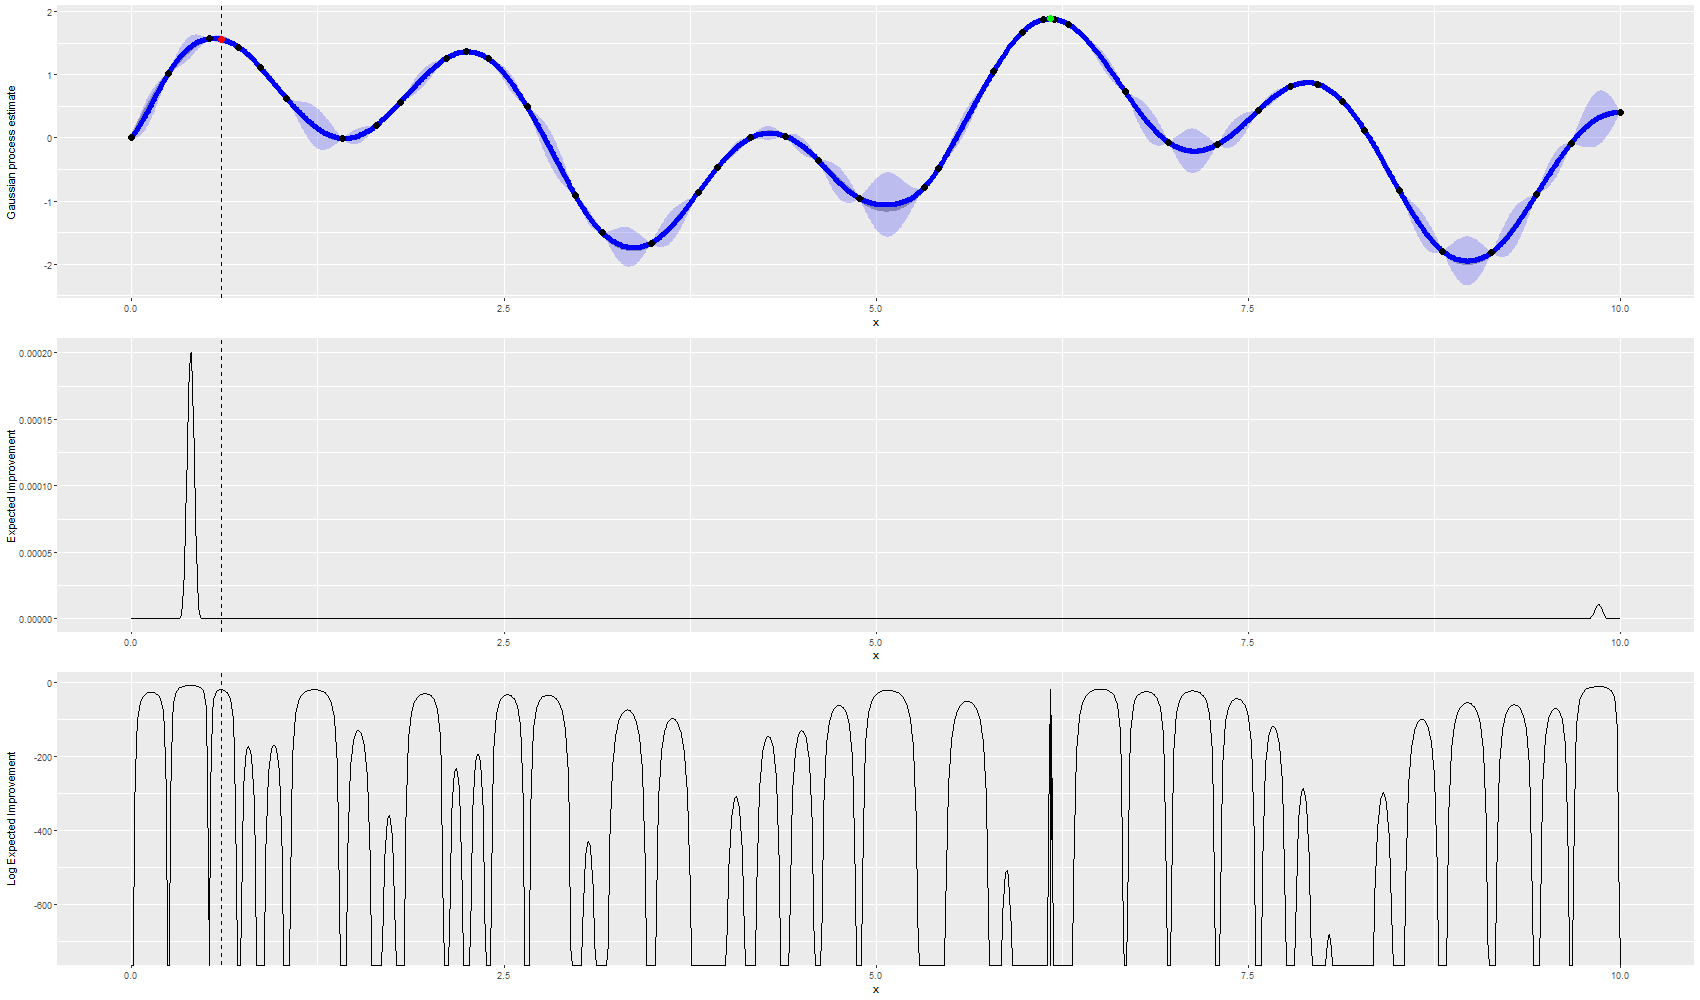 Gaussian process estimate
2
1
0
-1
-2
0.0 2.5 5.0 7.5 10.0
x
Expected Improvement
0.00020
0.00015
0.00010
0.00005
0.00000
0.0 2.5 5.0 7.5 10.0
x
Log Expected Improvement
0
-200
-400
-600
0.0 2.5 5.0 7.5 10.0
x